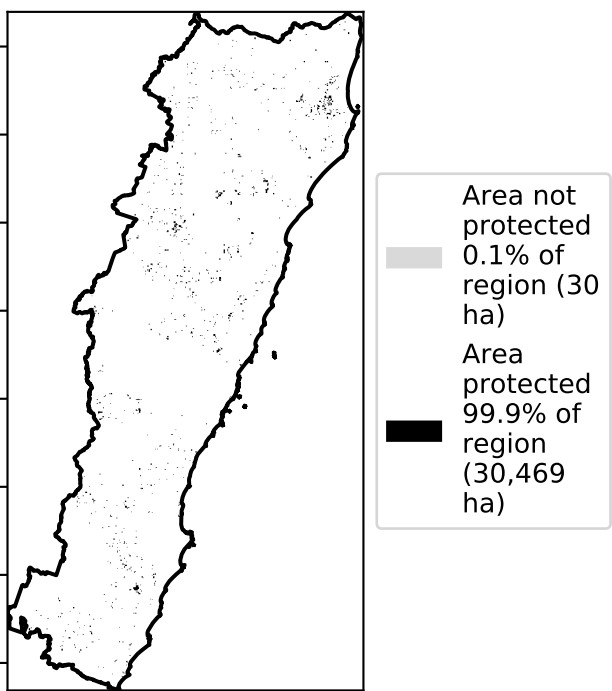 Area not
protected
0.1% of
region (30
ha)
Area
protected
99.9% of
region
(30,469
ha)